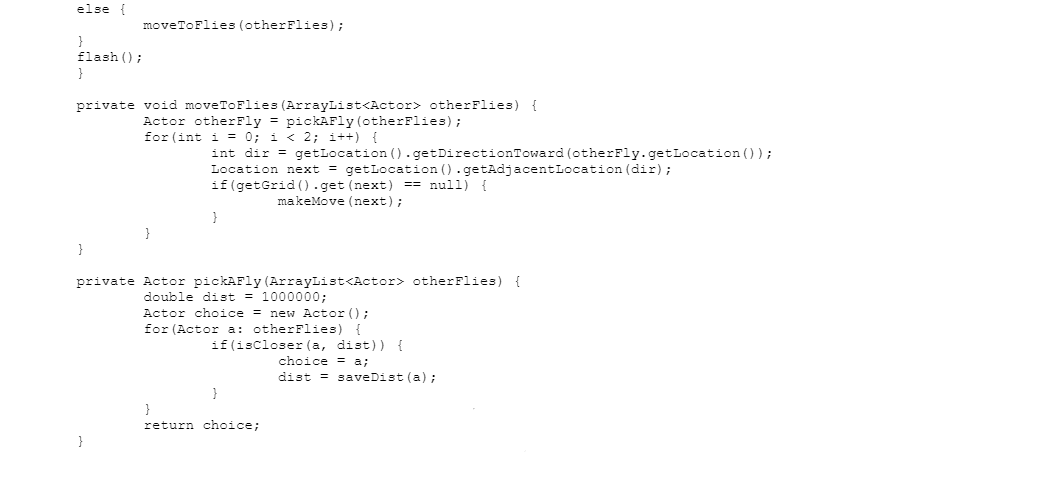 else {
moveToFlies(otherFlies);
}
flash();
}
private void moveToFlies(ArrayList<Actor> otherFlies) {
Actor otherFly = pickAFly(otherFlies);
for(int i = 0; i < 2; i++) {
int dir = getLocation().getDirectionToward(otherFly.getLocation());
Location next = getLocation().getAdjacentLocation(dir);
if(getGrid().get(next) == null) {
makeMove(next);
}
}
}
private Actor pickAFly(ArrayList<Actor> otherFlies) {
double dist = 1000000;
Actor choice = new Actor();
for(Actor a: otherFlies) {
if(isCloser(a, dist)) {
choice = a;
dist = saveDist(a);
}
}
return choice;
}